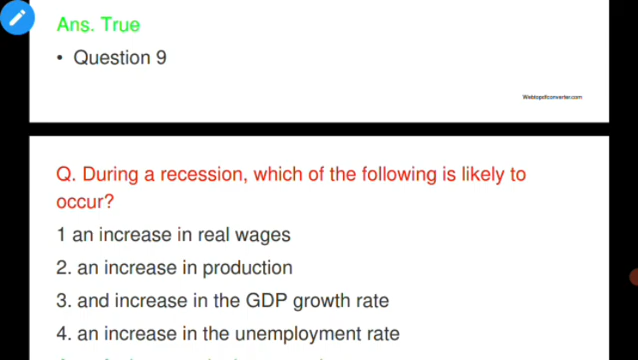 Ans. True
• Question 9
Webtopdfconverter.com
Q. During a recession, which of the following is likely to
occur?
1 an increase in real wages
2. an increase in production
3. and increase in the GDP growth rate
4. an increase in the unemployment rate